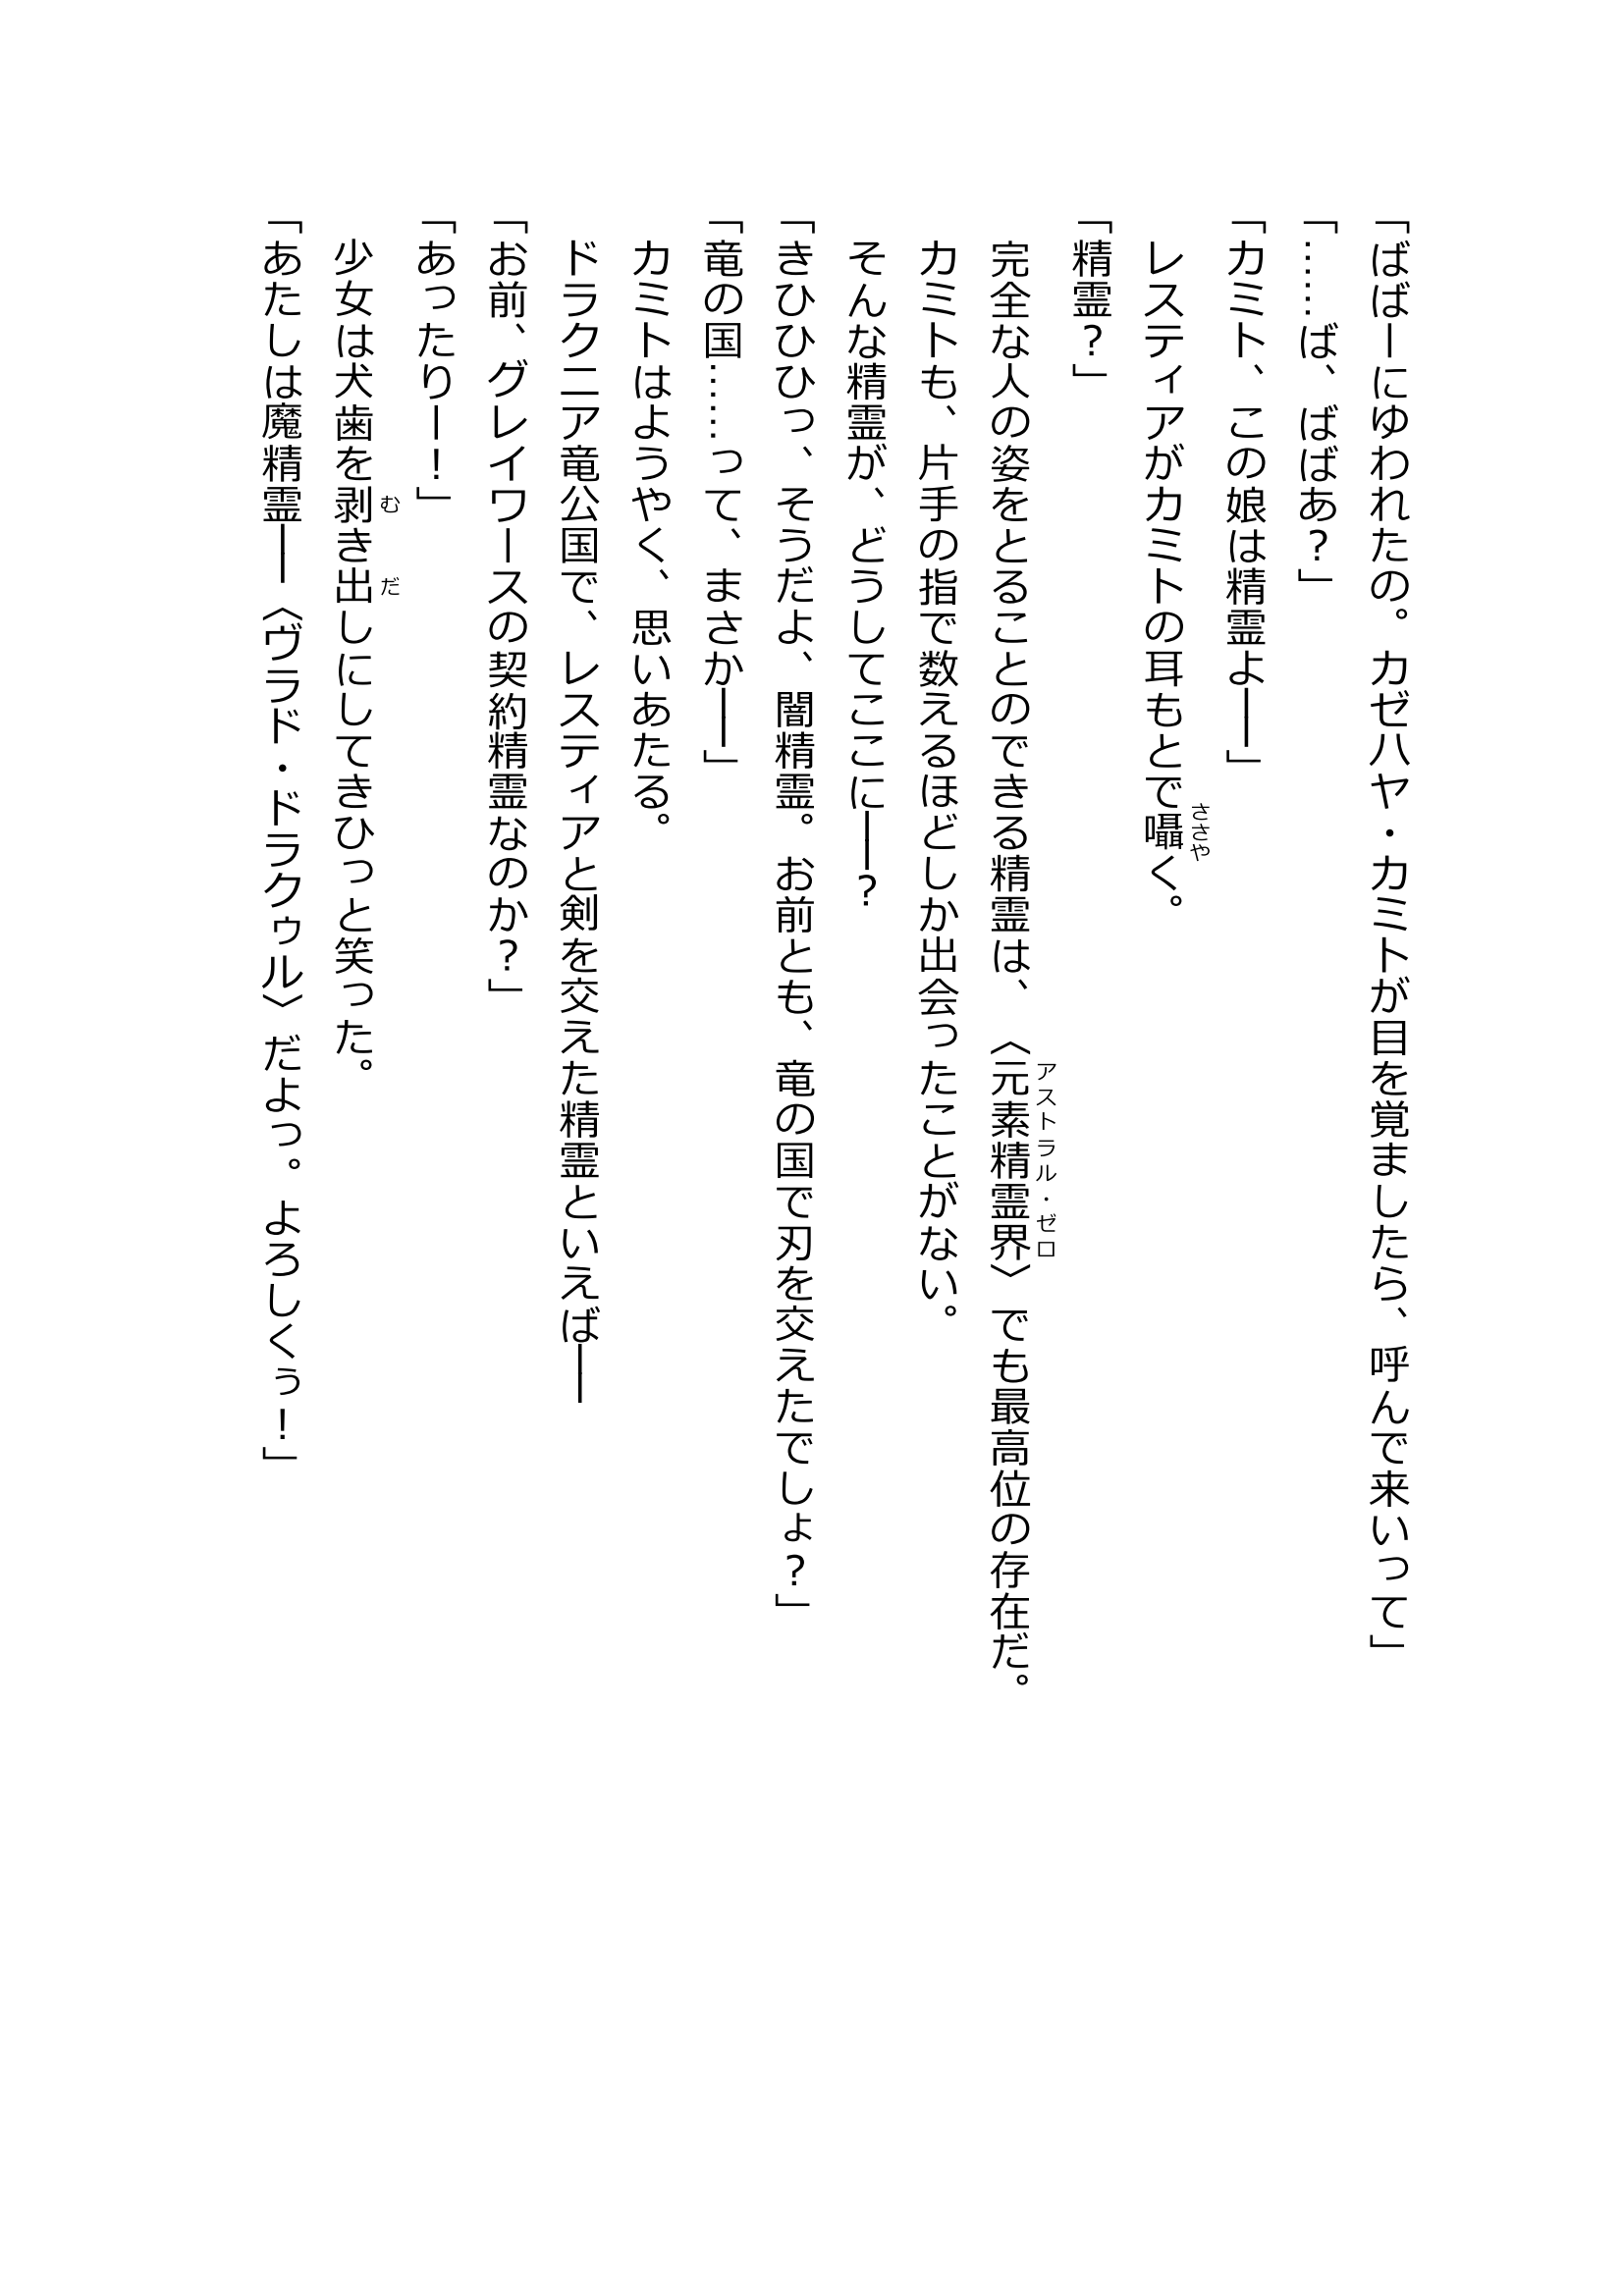 「ばばーにゆわれたの。カゼハヤ・カミトが目を覚ましたら、呼んで来いって」
「……ば、ばばあ？」
「カミト、この娘は精霊よ――」
レスティアがカミトの耳もとで囁く。
ささや
「精霊？」
完全な人の姿をとることのできる精霊は、〈元素精霊界〉でも最高位の存在だ。
アストラル・ゼロ
カミトも、片手の指で数えるほどしか出会ったことがない。
そんな精霊が、どうしてここに――？
「きひひひっ、そうだよ、闇精霊。お前とも、竜の国で刃を交えたでしょ？」
「竜の国……って、まさか――」
カミトはようやく、思いあたる。
ドラクニア竜公国で、レスティアと剣を交えた精霊といえば――
「お前、グレイワースの契約精霊なのか？」
「あったりー！」
少女は犬歯を剥き出しにしてきひっと笑った。
む だ
「あたしは魔精霊――〈ヴラド・ドラクゥル〉だよっ。よろしくぅ！」